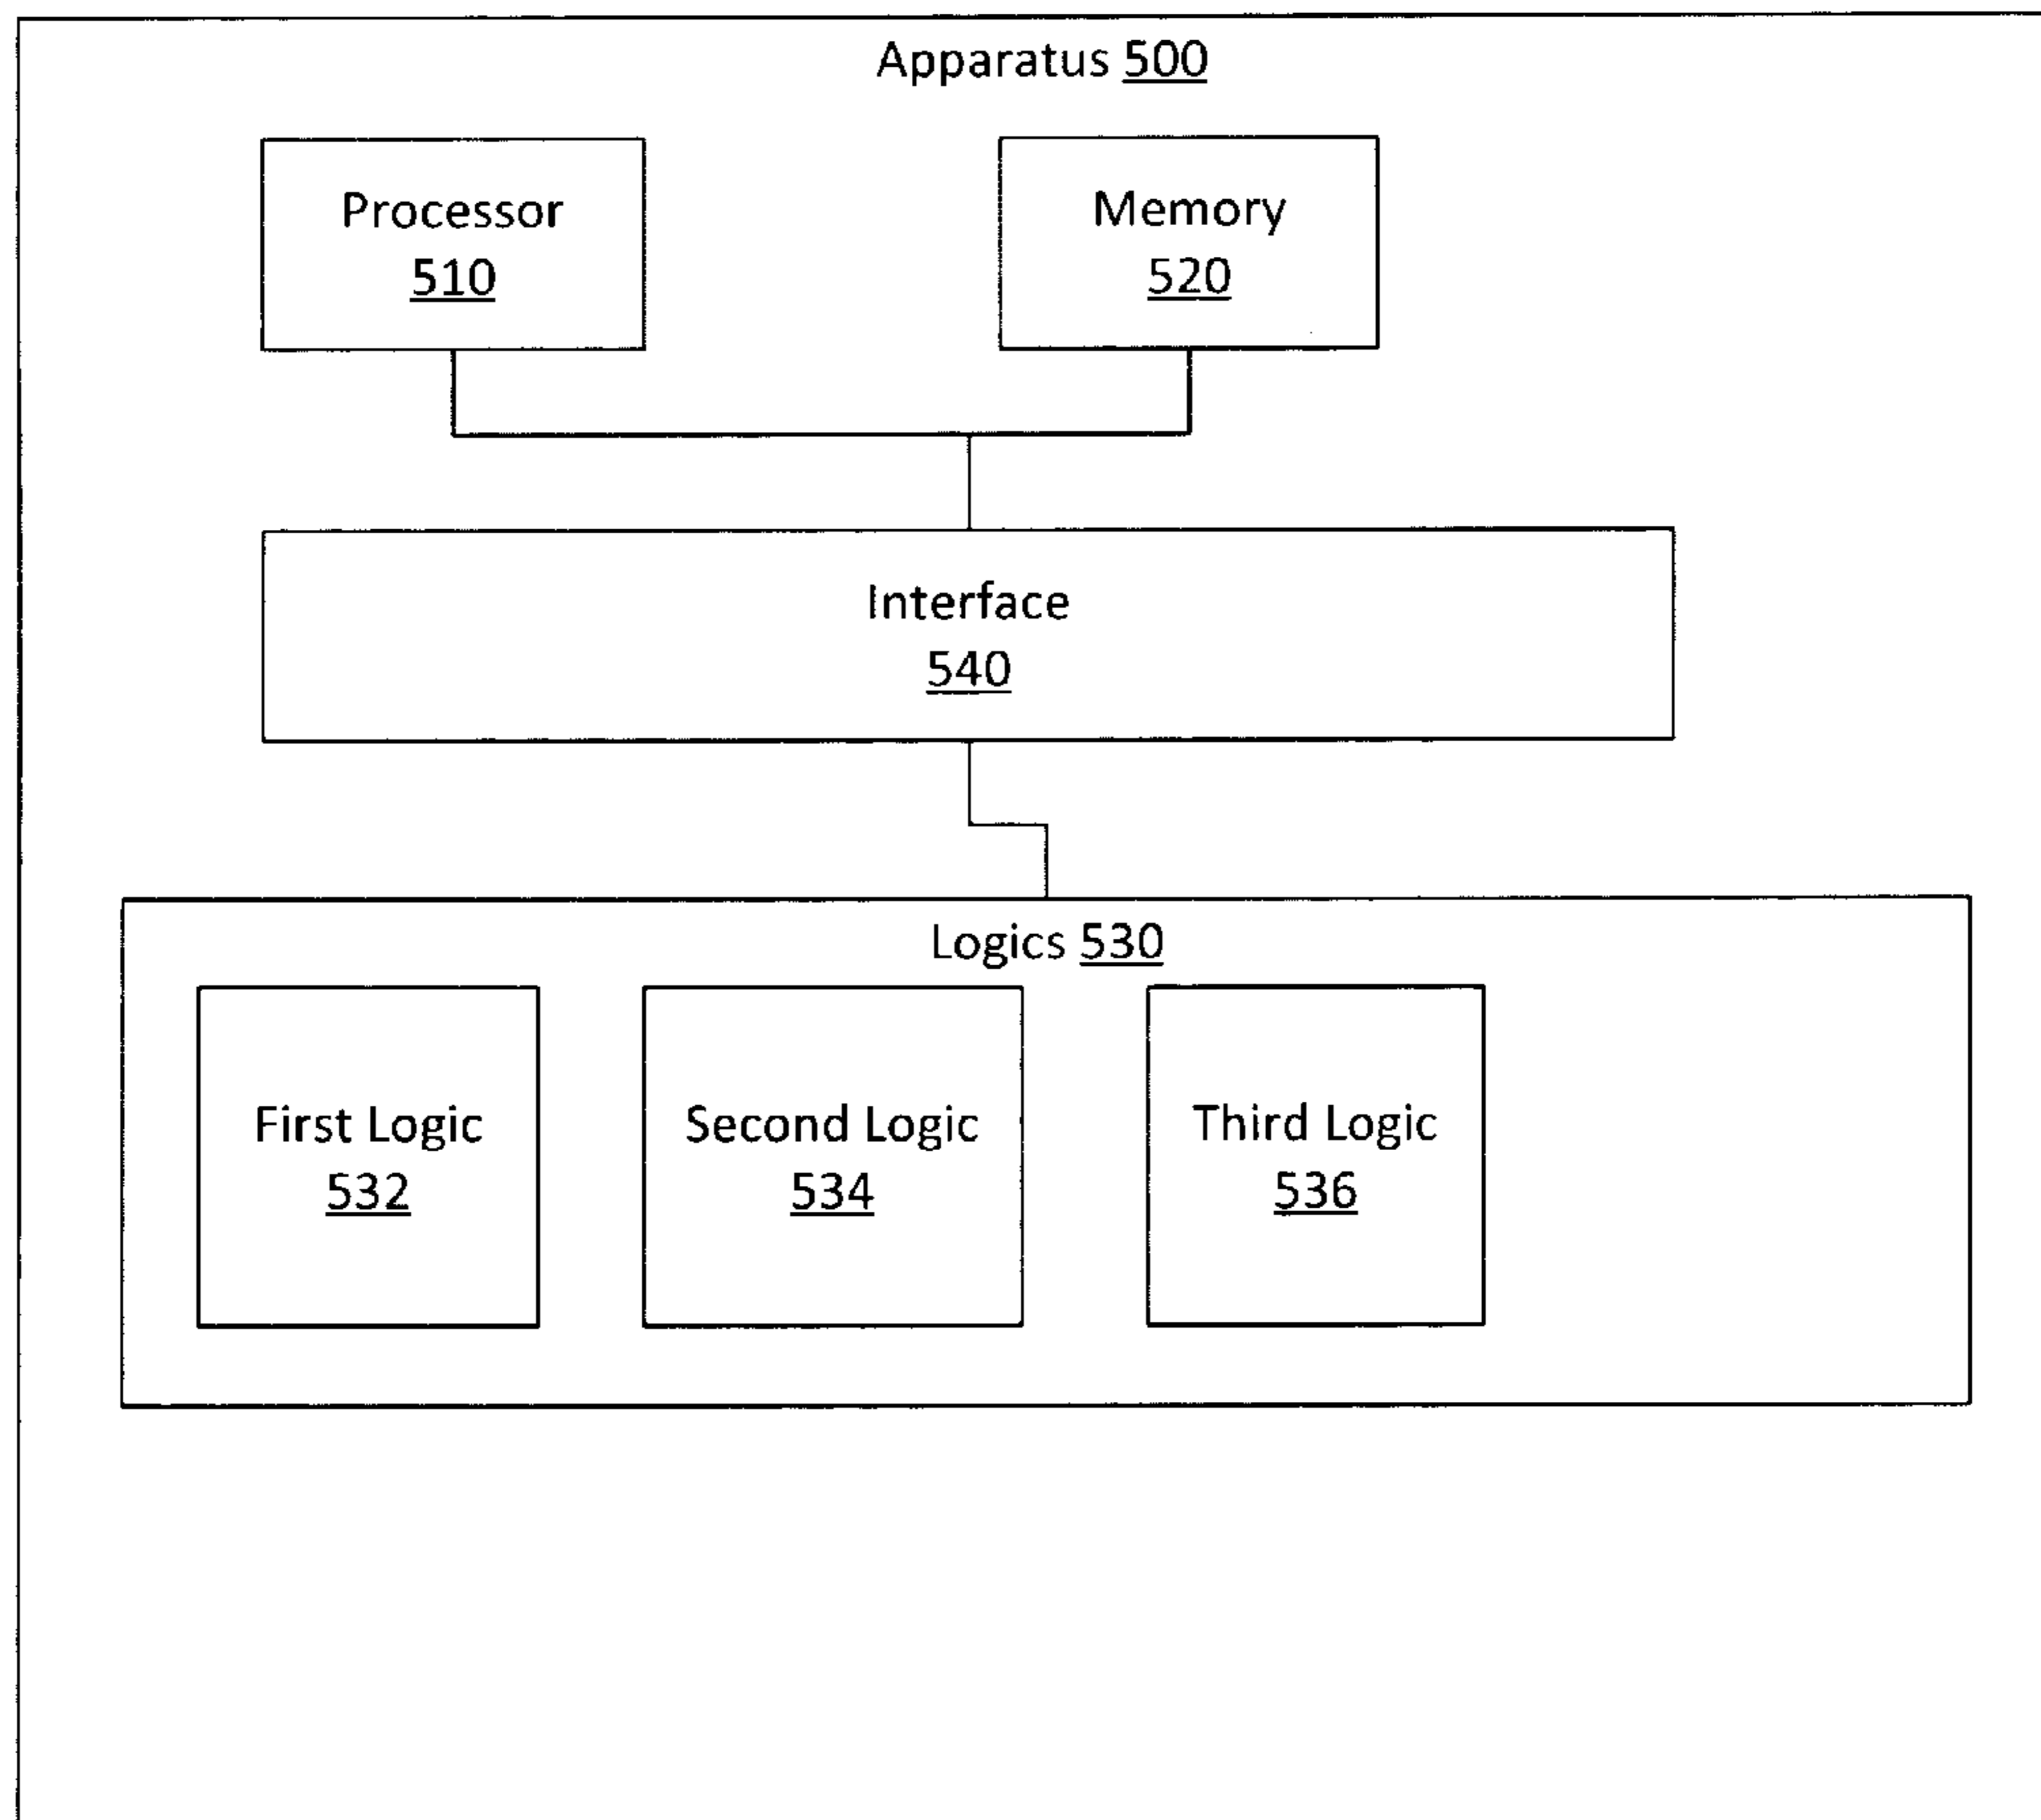 Apparatus 500
Processor
510
Memory
520
Interface
540
Logics 530
First Logic
532
Second Logic
534
Third Logic
536